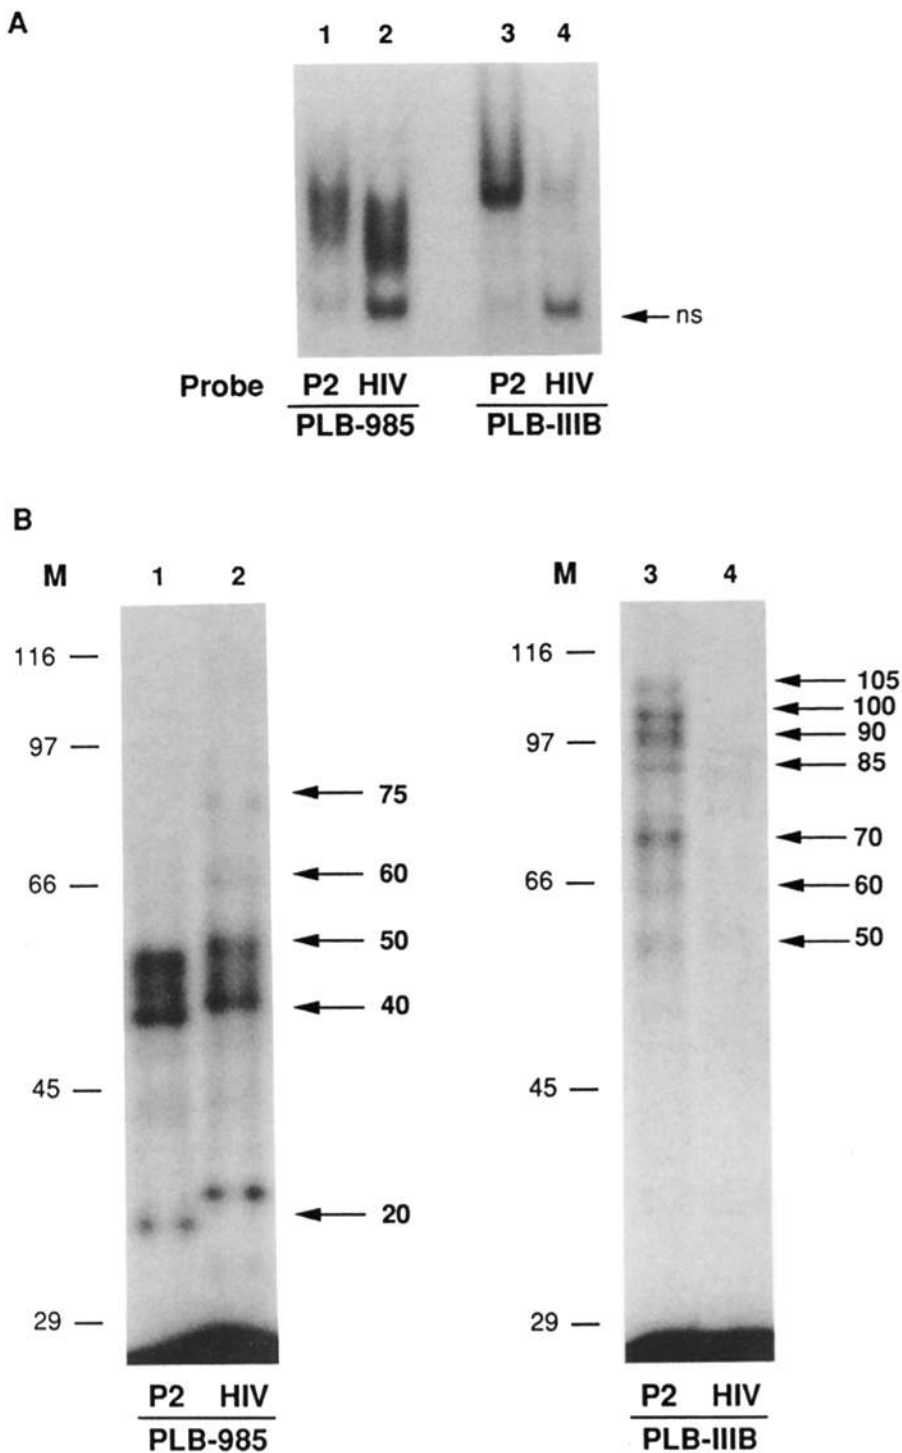 A
1 2 3 4
ns
Probe P2 HIV P2 HIV
PLB-985 PLB-IIIB
B
M 1 2
116
97
66
45
29
75
60
50
40
20
P2 HIV
PLB-985
M 3 4
116
97
66
45
29
105
100
90
85
70
60
50
P2 HIV
PLB-IIIB